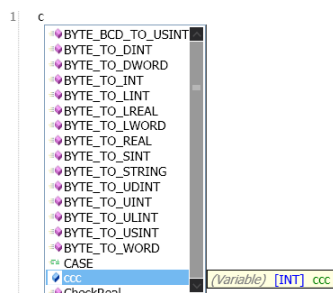 1 c
BYTE_BCD_TO_USINT
BYTE_TO_DINT
BYTE_TO_DWORD
BYTE_TO_INT
BYTE_TO_LINT
BYTE_TO_LREAL
BYTE_TO_LWORD
BYTE_TO_REAL
BYTE_TO_SINT
BYTE_TO_STRING
BYTE_TO_UDINT
BYTE_TO_UINT
BYTE_TO_ULINT
BYTE_TO_USINT
BYTE_TO_WORD
CASE
ccc (Variable) [INT] ccc
CheckReal